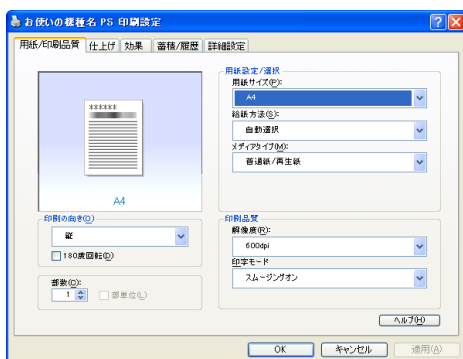 お使いの機種名 PS 印刷設定
用紙/印刷品質 仕上げ 効果 蓄積/履歴 詳細設定
******
A4
用紙設定/選択
用紙サイズ(P):
A4
給紙方法(S):
自動選択
メディアタイプ(M):
普通紙/再生紙
印刷の向き(O)
縦
180度回転(D)
部数(C):
1 部単位(L)
印刷品質
解像度(R):
600dpi
印字モード
スムージングオン
ヘルプ(H)
OK キャンセル 適用(A)